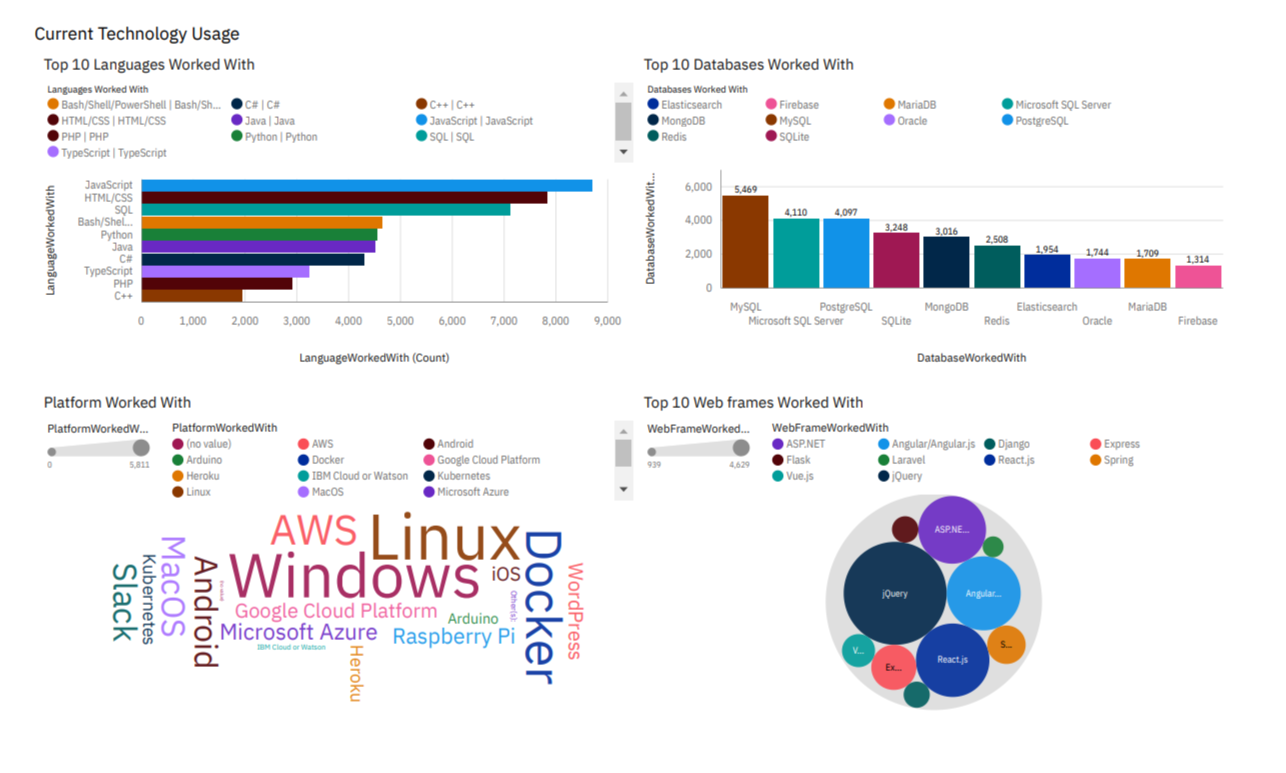 Current Technology Usage
Top 10 Languages Worked With
Languages Worked With
Bash/Shell/PowerShell | Bash/Sh... C# | C# C++ | C++
HTML/CSS | HTML/CSS Java | Java JavaScript | JavaScript
PHP | PHP Python | Python SQL | SQL
TypeScript | TypeScript
LanguageWorkedWith
JavaScript
HTML/CSS
SQL
Bash/Shel...
Python
Java
C#
TypeScript
PHP
C++
0 1,000 2,000 3,000 4,000 5,000 6,000 7,000 8,000 9,000
LanguageWorkedWith (Count)
Top 10 Databases Worked With
Databases Worked With
Elasticsearch Firebase MariaDB Microsoft SQL Server
MongoDB MySQL Oracle PostgreSQL
Redis SQLite
DatabaseWorkedWit...
6,000
4,000
2,000
0
5,469 4,110 4,097 3,248 3,016 2,508 1,954 1,744 1,709 1,314
MySQL PostgreSQL MongoDB Elasticsearch MariaDB
Microsoft SQL Server SQLite Redis Oracle Firebase
DatabaseWorkedWith
Platform Worked With
PlatformWorkedW...
0 5,811
PlatformWorkedWith
(no value) AWS Android
Arduino Docker Google Cloud Platform
Heroku IBM Cloud or Watson Kubernetes
Linux MacOS Microsoft Azure
AWS
Linux
Windows
Docker
Slack
Kubernetes
MacOS
Android
iOS
Other(s):
WordPress
Google Cloud Platform
Arduino
Microsoft Azure
Raspberry Pi
IBM Cloud or Watson
Heroku
Top 10 Web frames Worked With
WebFrameWorked...
939 4,629
WebFrameWorkedWith
ASP.NET Angular/Angular.js Django Express
Flask Laravel React.js Spring
Vue.js jQuery
ASP.NE...
jQuery
Angular...
S...
V...
Ex...
React.js